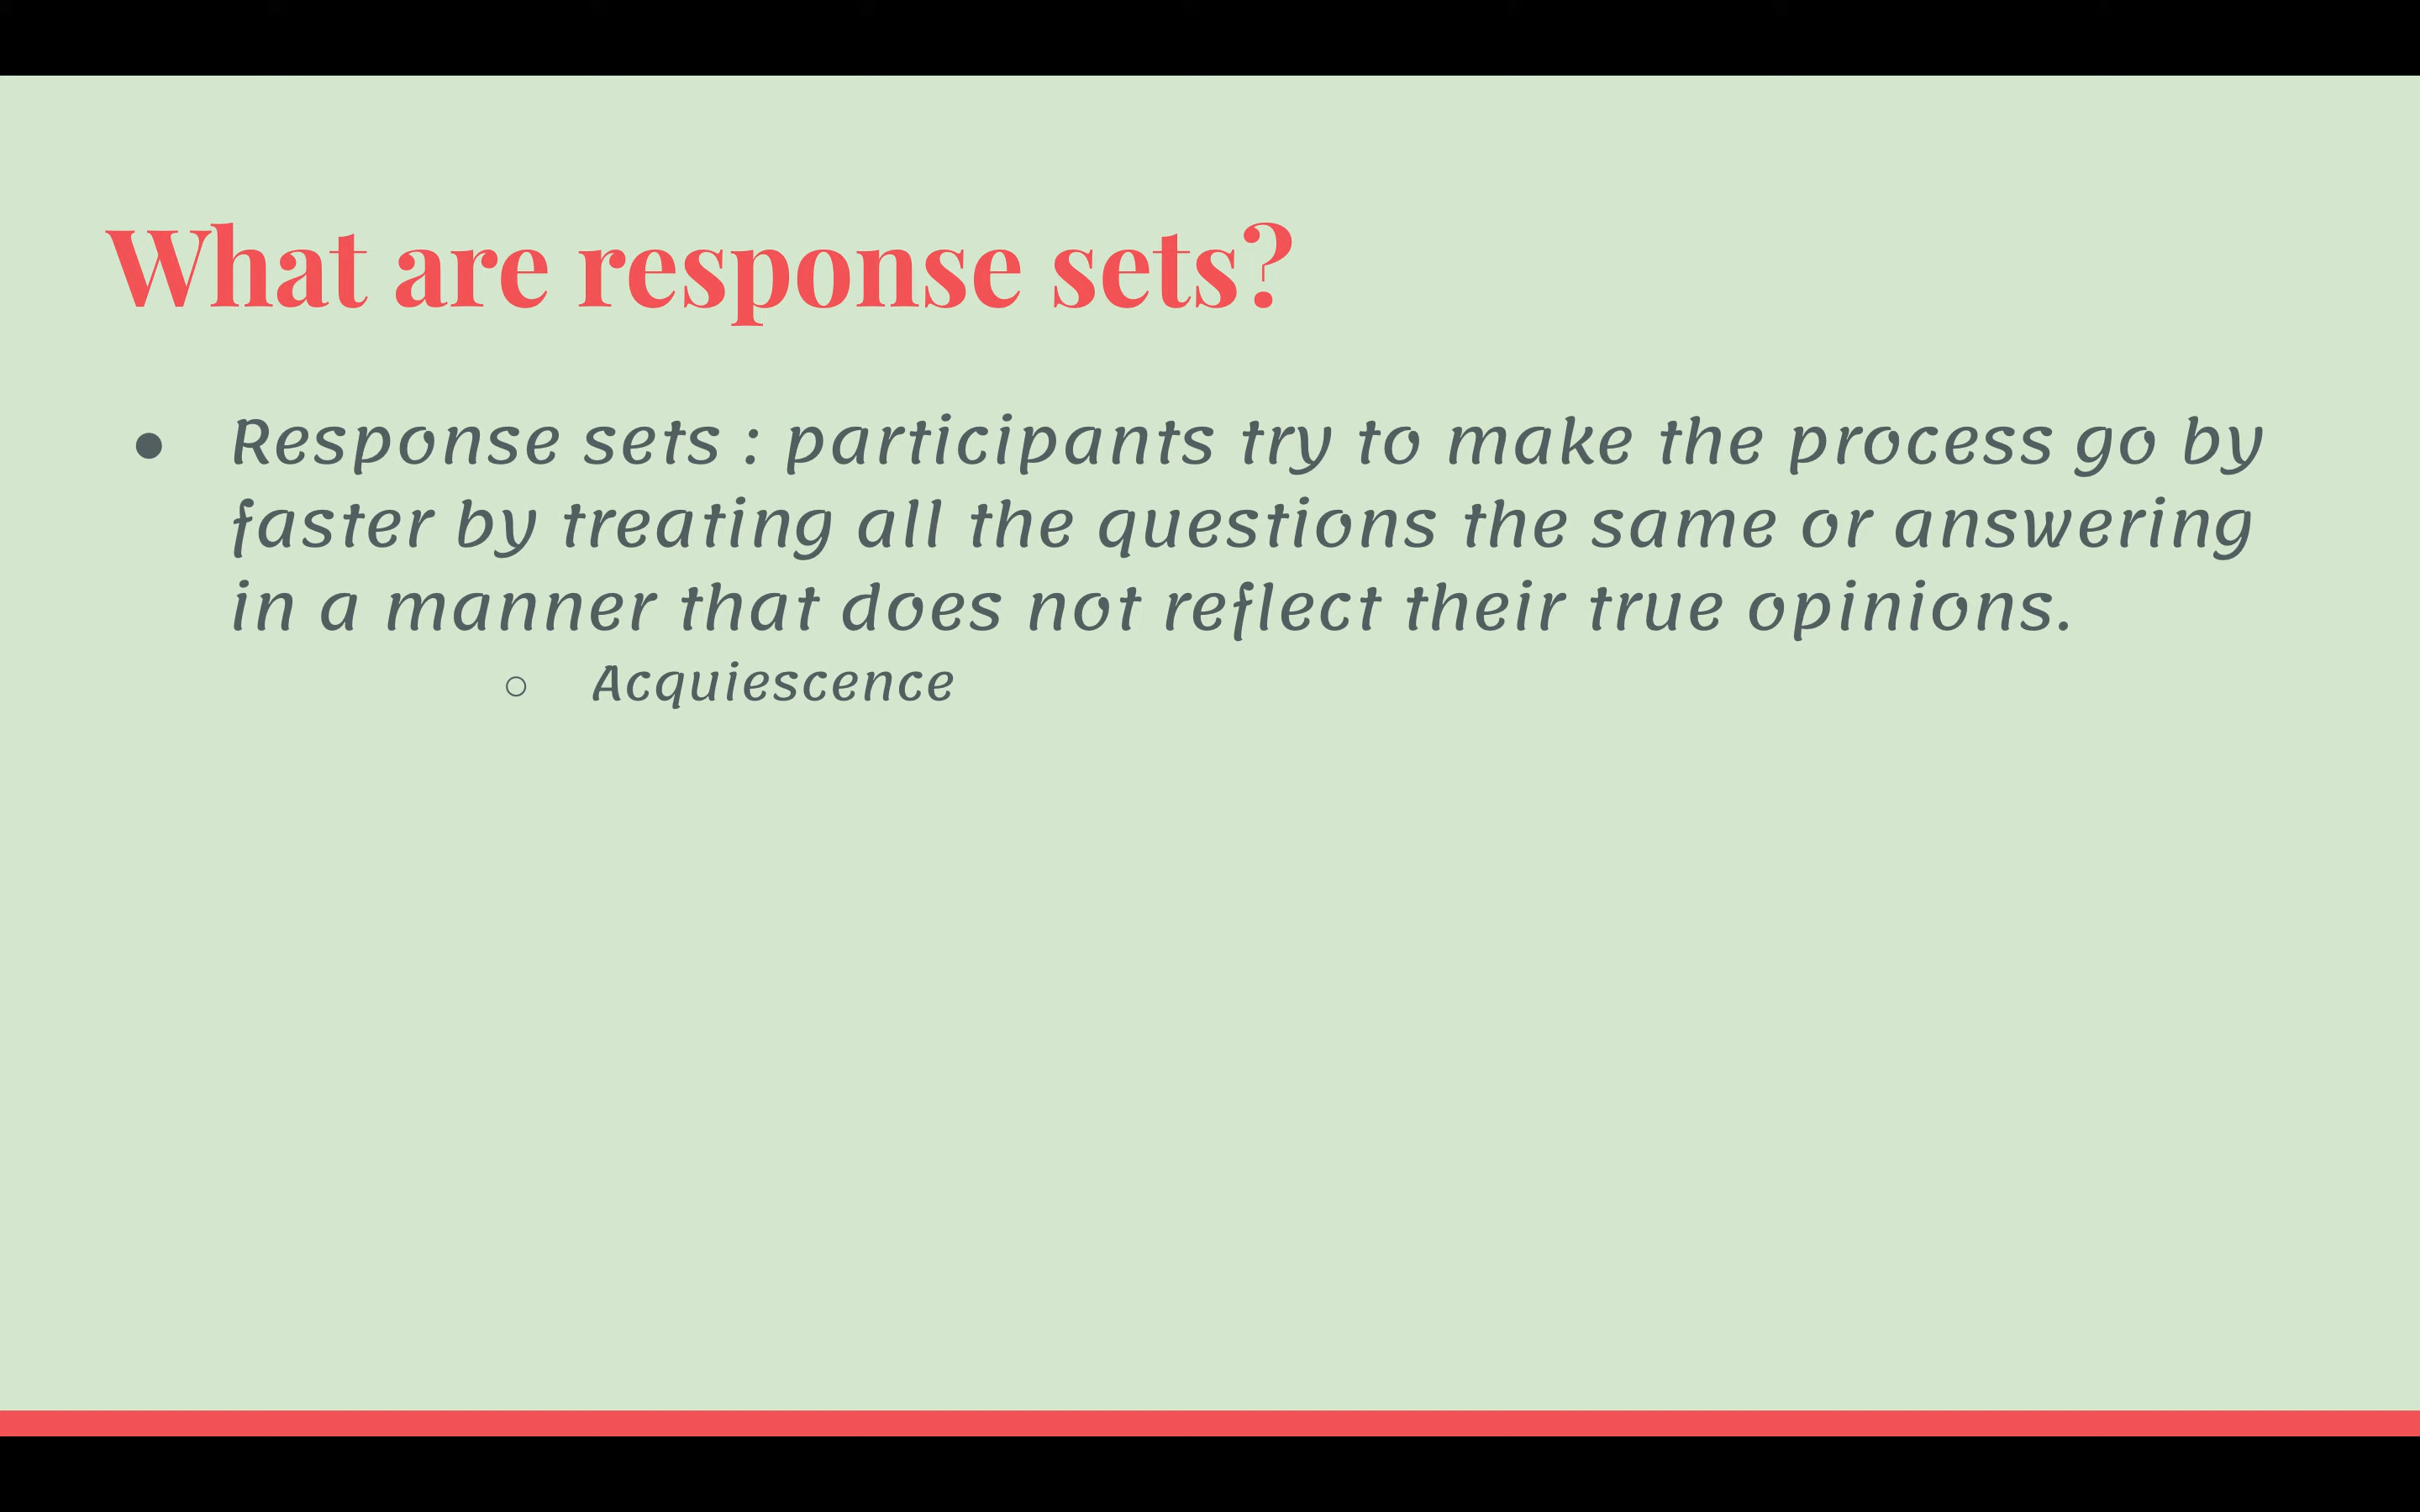 What are response sets?
● Response sets : participants try to make the process go by
faster by treating all the questions the same or answering
in a manner that does not reflect their true opinions.
○ Acquiescence